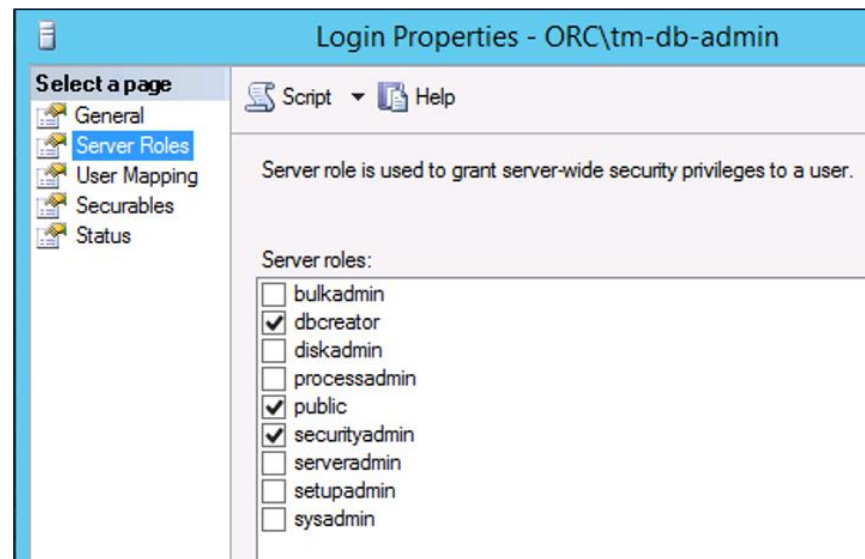 Login Properties - ORC\tm-db-admin
Select a page
General
Server Roles
User Mapping
Securables
Status
Script Help
Server role is used to grant server-wide security privileges to a user.
Server roles:
bulkadmin
dbcreator
diskadmin
processadmin
public
securityadmin
serveradmin
setupadmin
sysadmin